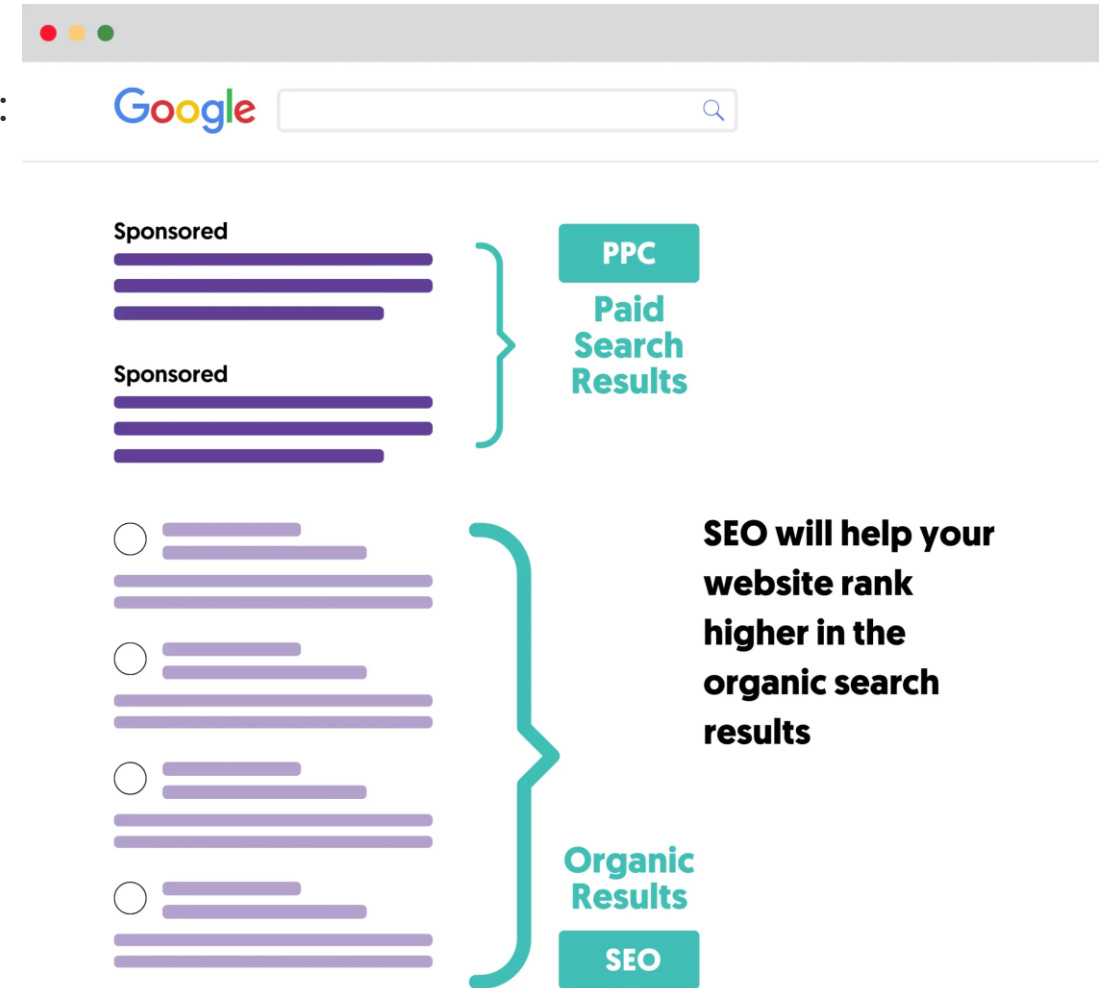 :
Google
Sponsored
PPC
Paid
Search
Results
Sponsored
SEO will help your
website rank
higher in the
organic search
results
Organic
Results
SEO